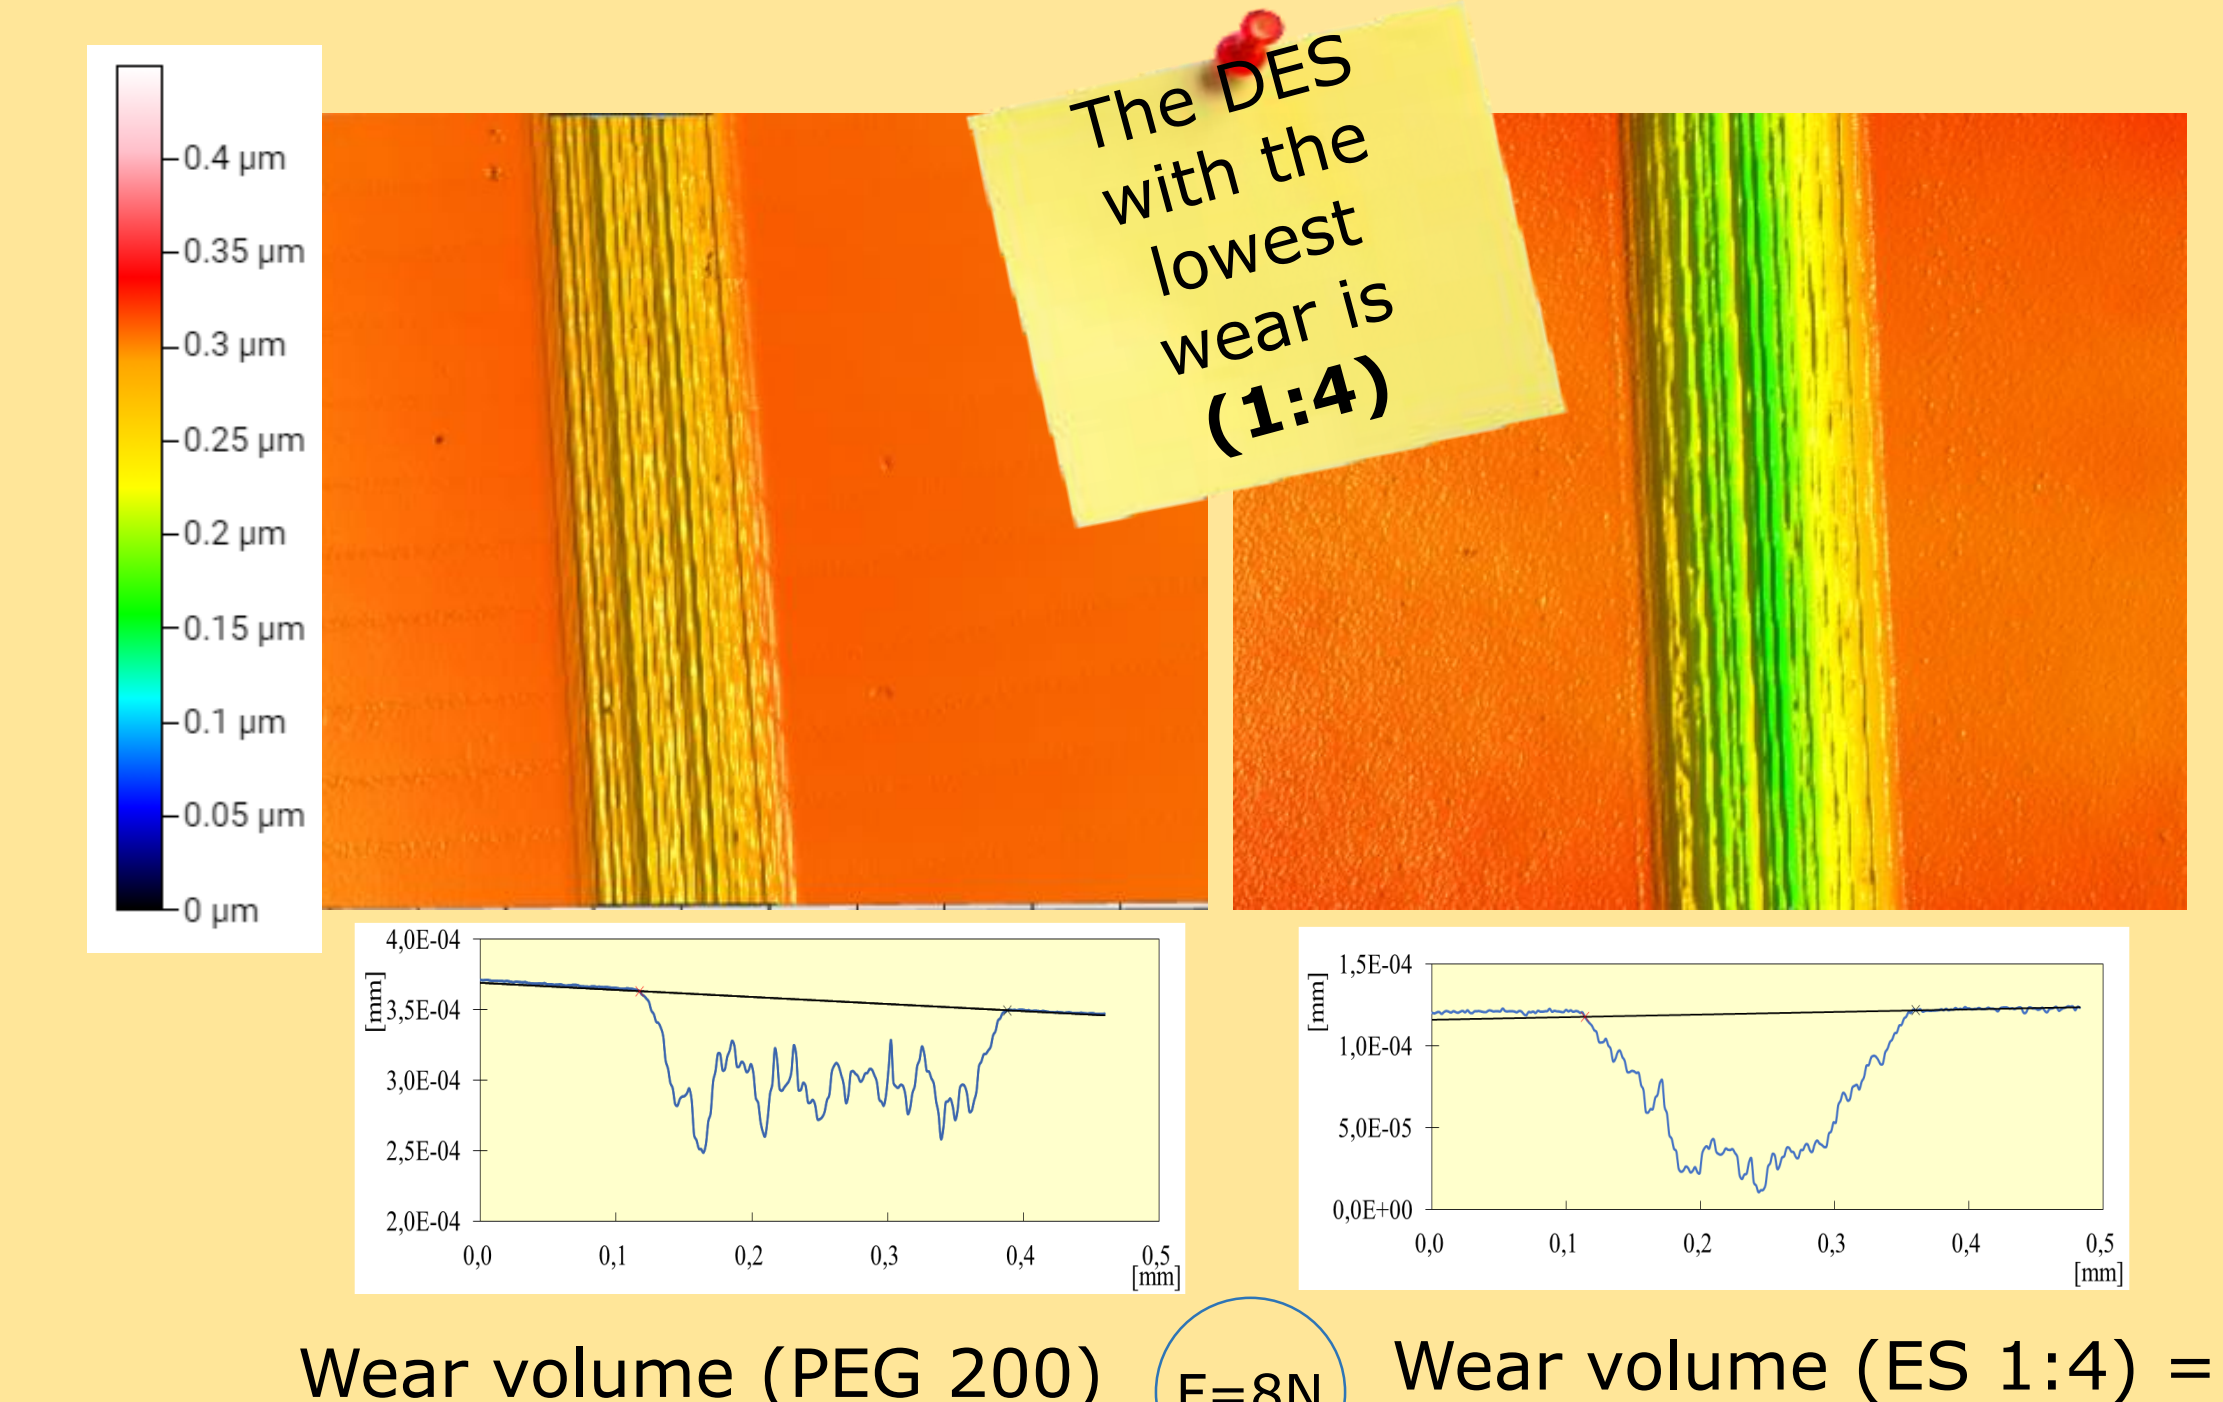 The DES
with the
lowest
wear is
(1:4)
0.4 µm
0.35 µm
0.3 µm
0.25 µm
0.2 µm
0.15 µm
0.1 µm
0.05 µm
0 µm
4,0E-04
3,5E-04
3,0E-04
2,5E-04
2,0E-04
[mm]
0,0 0,1 0,2 0,3 0,4 0,5
[mm]
1,5E-04
1,0E-04
5,0E-05
0,0E+00
[mm]
0,0 0,1 0,2 0,3 0,4 0,5
[mm]
Wear volume (PEG 200)
F=8N
Wear volume (ES 1:4) =